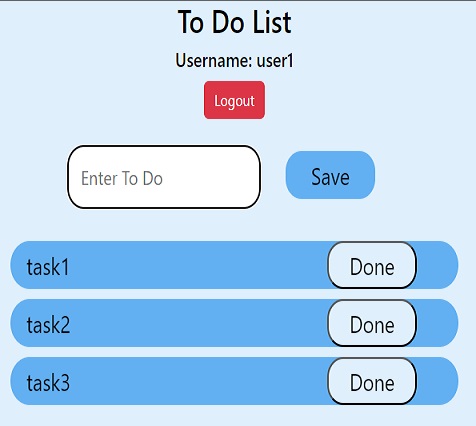 To Do List
Username: user1
Logout
Enter To Do
Save
task1 Done
task2 Done
task3 Done